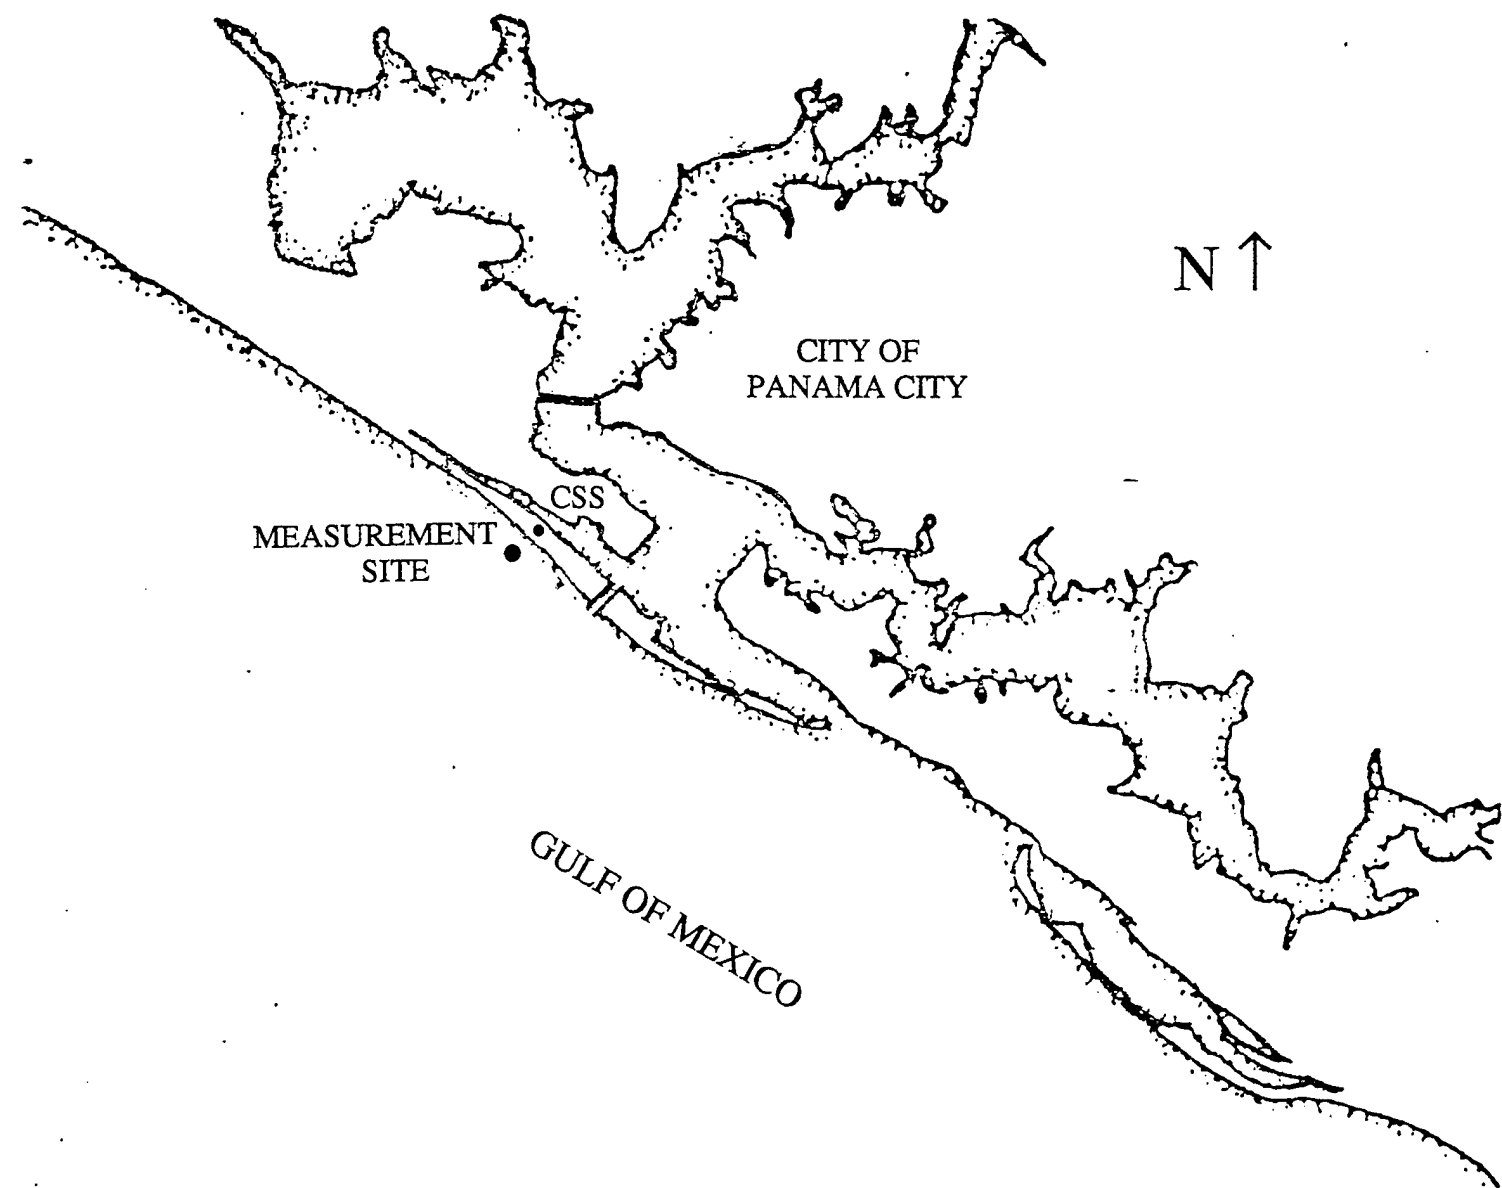 N ↑
CITY OF
PANAMA CITY
CSS
MEASUREMENT
SITE
GULF OF MEXICO